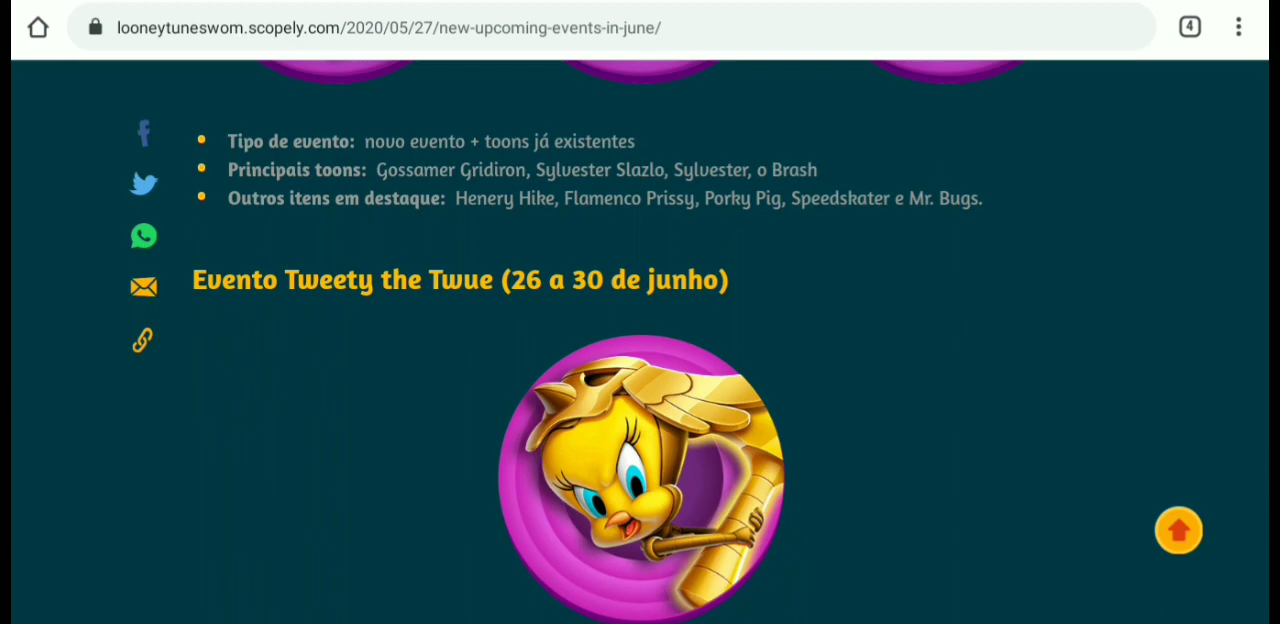 looneytuneswom.scopely.com/2020/05/27/new-upcoming-events-in-june/
4
Tipo de evento: novo evento + toons já existentes
Principais toons: Gossamer Gridiron, Sylvester Slazlo, Sylvester, o Brash
Outros itens em destaque: Henery Hike, Flamenco Prissy, Porky Pig, Speedskater e Mr. Bugs.
Evento Tweety the Twue (26 a 30 de junho)